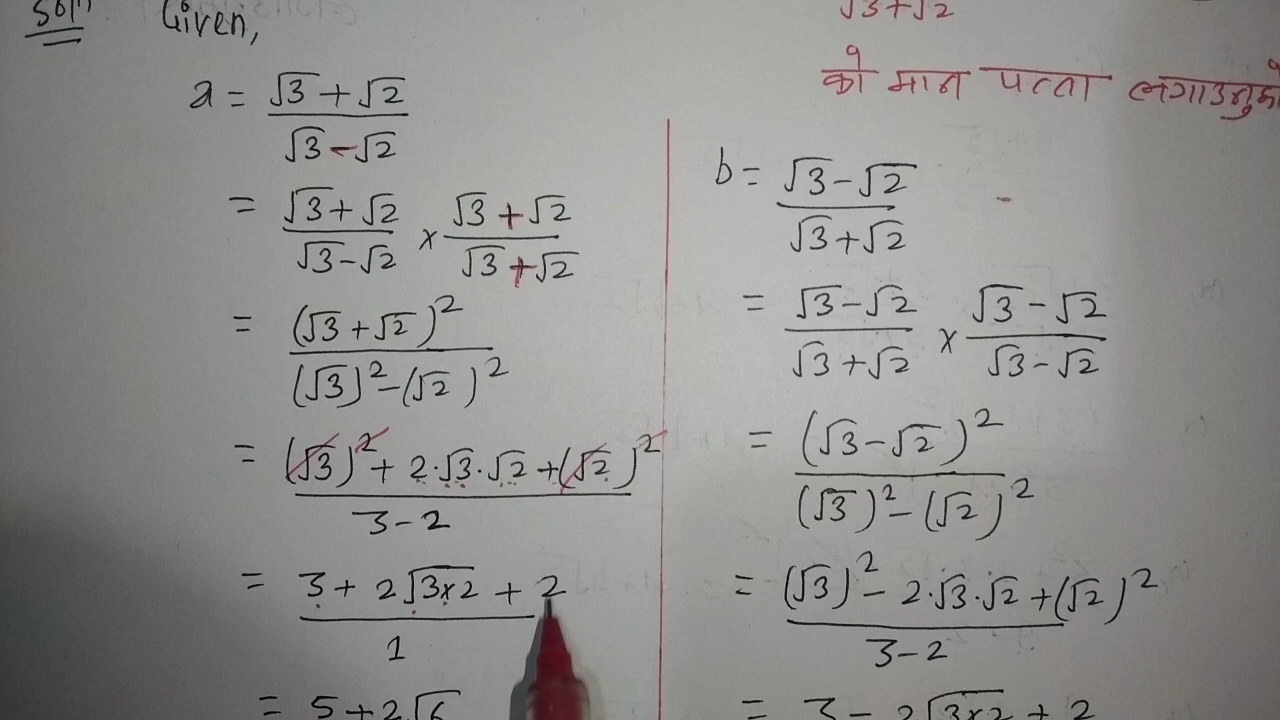 Soln Given,
√3+√2
को मान पत्ता लगाउनुको
a = (√3+√2)/(√3-√2)
= (√3+√2)/(√3-√2) × (√3+√2)/(√3+√2)
= (√3+√2)²/((√3)²-(√2)²)
= ((√3)²+2·√3·√2+(√2)²)/(3-2)
= (3+2√(3×2)+2)/1
= 5+2√6
b = (√3-√2)/(√3+√2)
= (√3-√2)/(√3+√2) × (√3-√2)/(√3-√2)
= (√3-√2)²/((√3)²-(√2)²)
= ((√3)²-2·√3·√2+(√2)²)/(3-2)
= 3-2√(3×2)+2